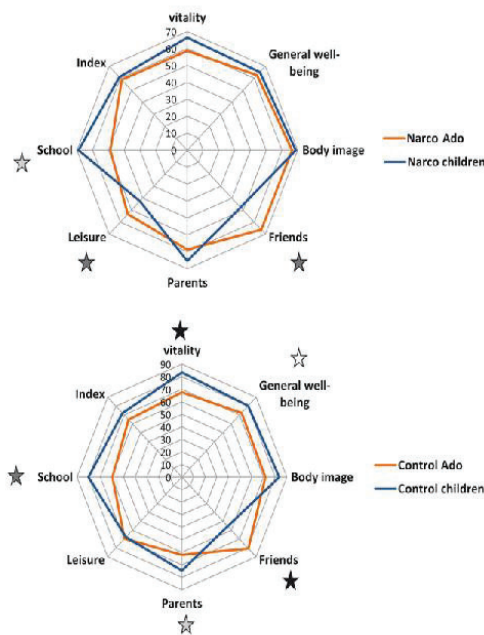 vitality
70
60
50
40
30
20
10
0
General well-
being
Body image
Friends
Parents
Leisure
School
Index
Narco Ado
Narco children
vitality
90
80
70
60
50
40
30
20
10
0
General well-
being
Body image
Friends
Parents
Leisure
School
Index
Control Ado
Control children